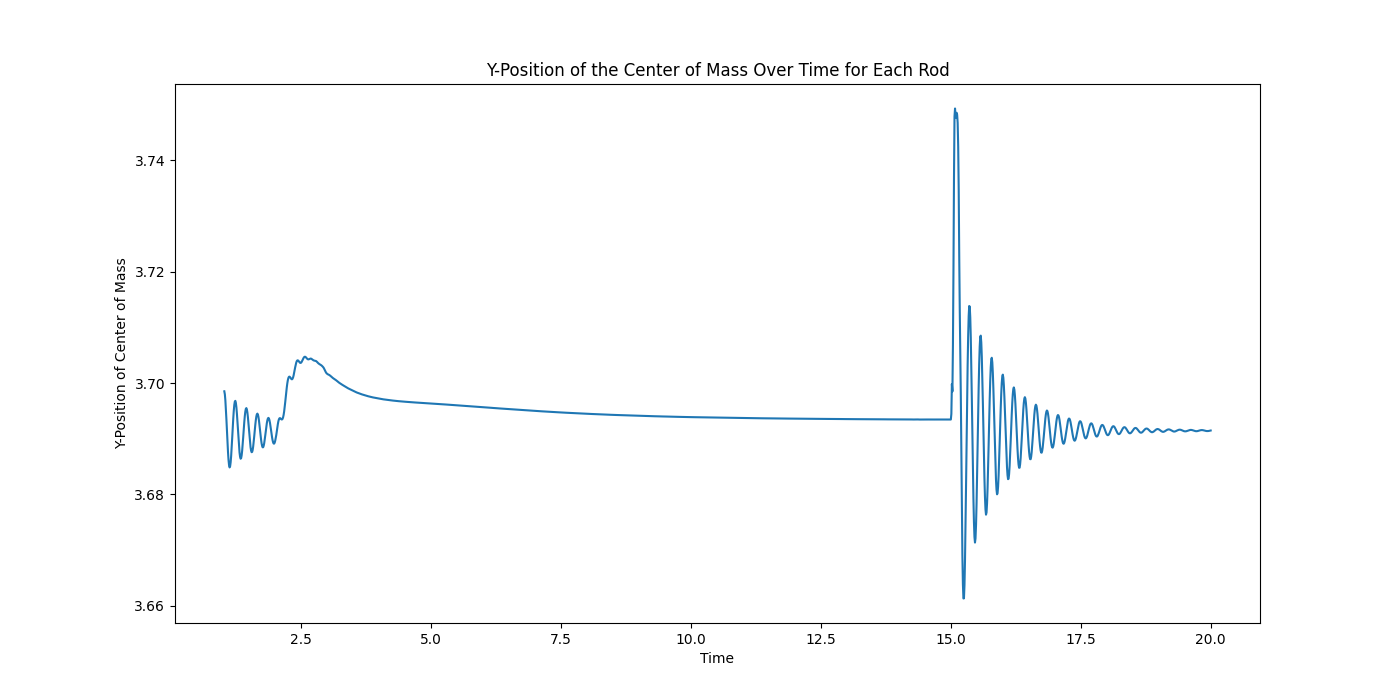 Y-Position of the Center of Mass Over Time for Each Rod
Y-Position of Center of Mass
3.74
3.72
3.70
3.68
3.66
2.5 5.0 7.5 10.0 12.5 15.0 17.5 20.0
Time